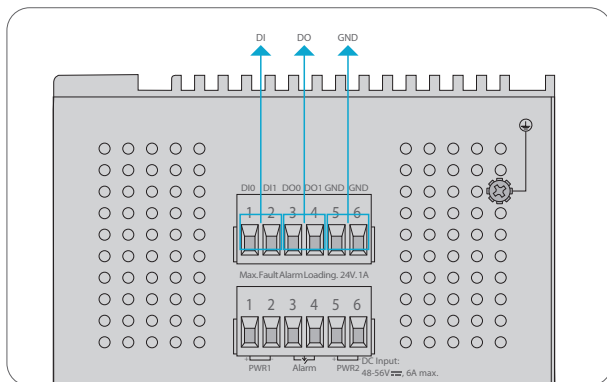 DI DO GND
DI0 DI1 DO0 DO1 GND GND
1 2 3 4 5 6
Max.Fault Alarm Loading. 24V.1A
1 2 3 4 5 6
+ - + -
PWR1 Alarm PWR2
DC Input:
48-56V⎓, 6A max.